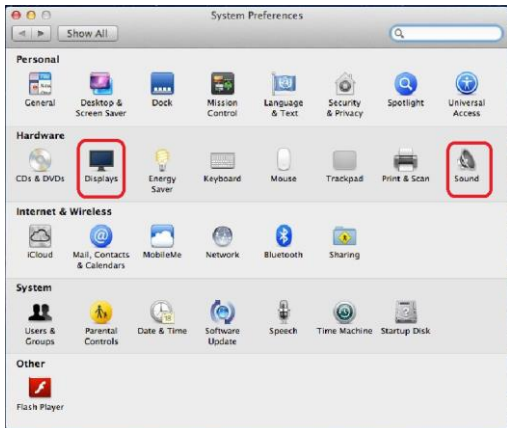 System Preferences
Show All
Personal
General Desktop & Screen Saver Dock Mission Control Language & Text Security & Privacy Spotlight Universal Access
Hardware
CDs & DVDs Displays Energy Saver Keyboard Mouse Trackpad Print & Scan Sound
Internet & Wireless
iCloud Mail, Contacts & Calendars MobileMe Network Bluetooth Sharing
System
Users & Groups Parental Controls Date & Time Software Update Speech Time Machine Startup Disk
Other
Flash Player